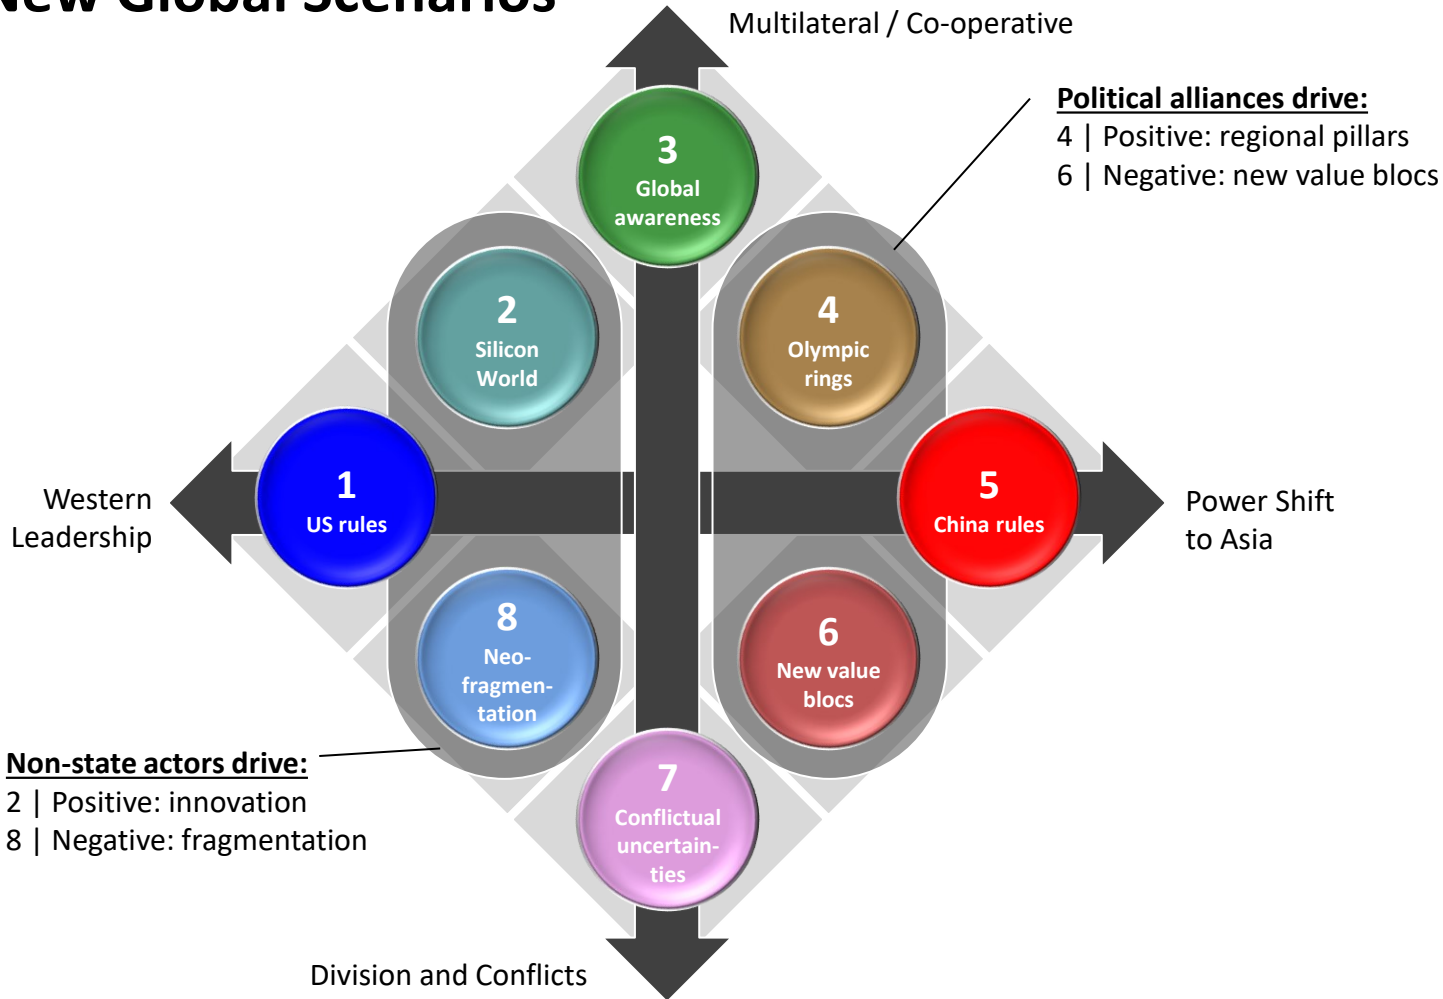 New Global Scenarios
Multilateral / Co-operative
Political alliances drive:
4 | Positive: regional pillars
6 | Negative: new value blocs
3
Global
awareness
2
Silicon
World
4
Olympic
rings
Western
Leadership
1
US rules
5
China rules
Power Shift
to Asia
8
Neo-
fragmen-
tation
6
New value
blocs
Non-state actors drive:
2 | Positive: innovation
8 | Negative: fragmentation
7
Conflictual
uncertain-
ties
Division and Conflicts